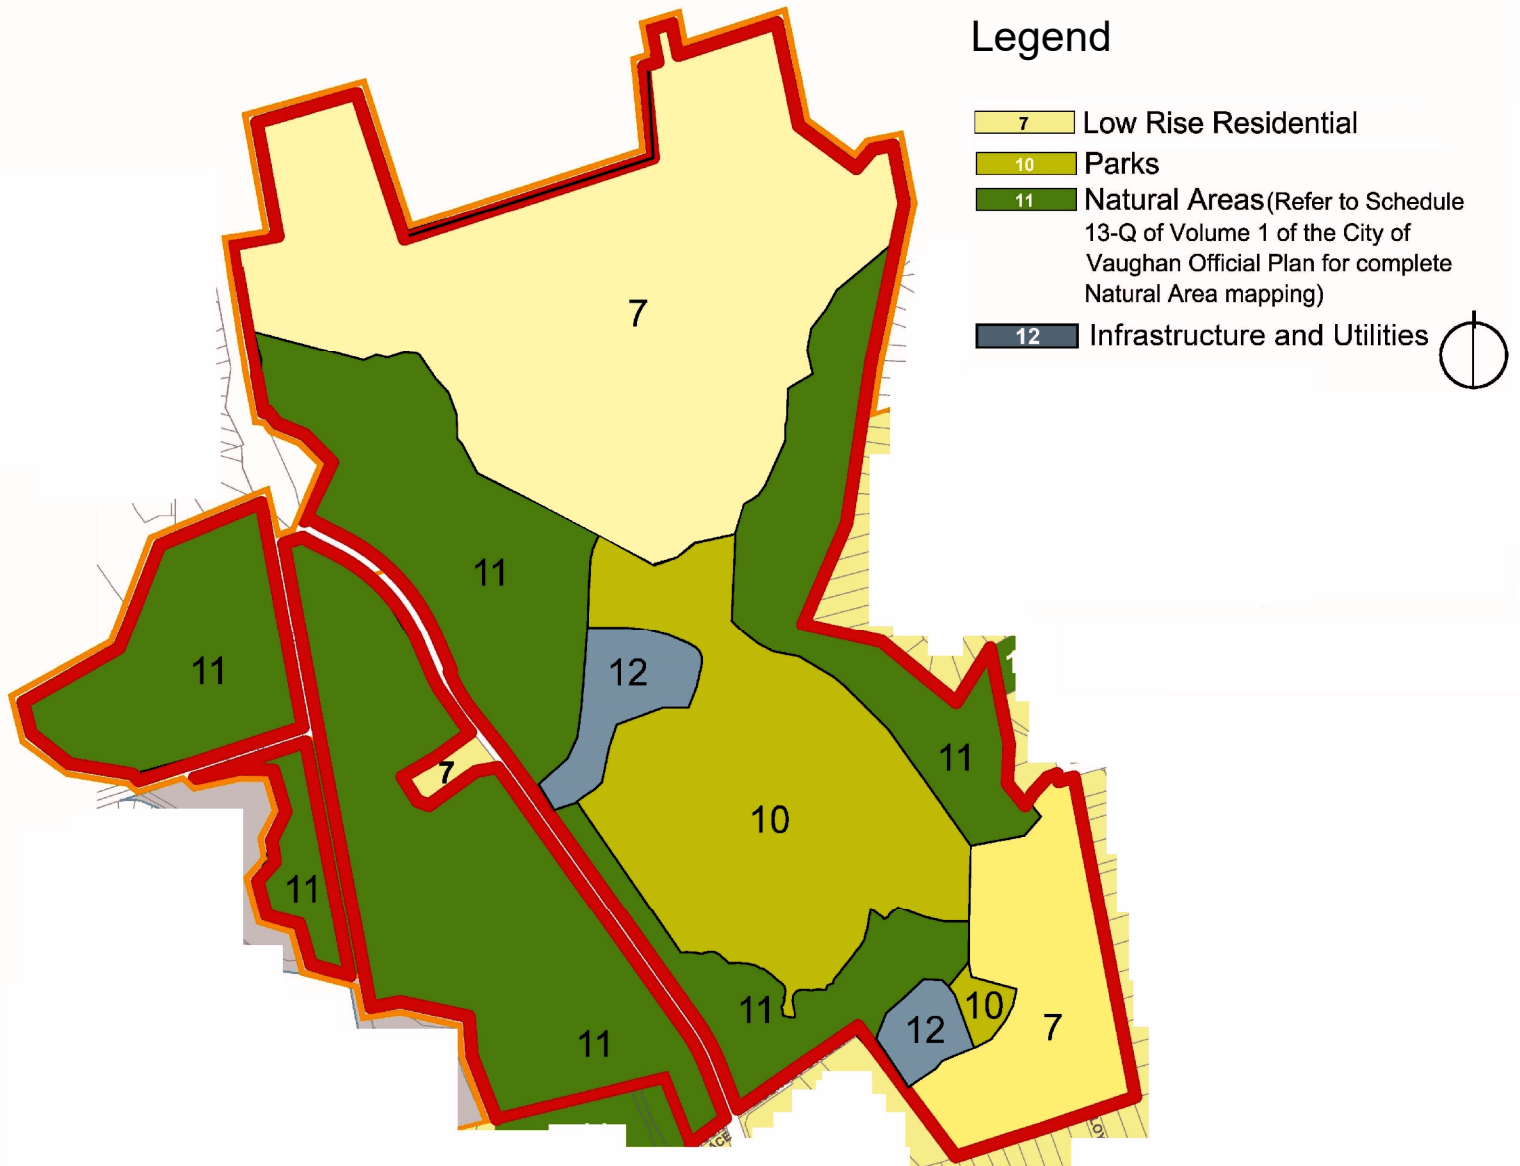 Legend
7 Low Rise Residential
10 Parks
11 Natural Areas (Refer to Schedule
13-Q of Volume 1 of the City of
Vaughan Official Plan for complete
Natural Area mapping)
12 Infrastructure and Utilities
7
11
11
12
11
7
10
11
11
10
11
12
7
11